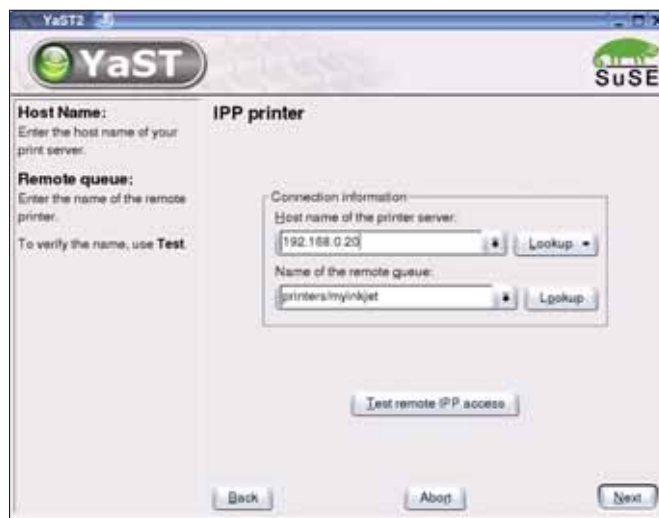 YaST2
YaST
SuSE
Host Name:
Enter the host name of your
print server.
Remote queue:
Enter the name of the remote
printer.
To verify the name, use Test.
IPP printer
Connection information
Host name of the printer server:
192.168.0.20
Lookup
Name of the remote queue:
printers/myinkjet
Lookup
Test remote IPP access
Back
Abort
Next